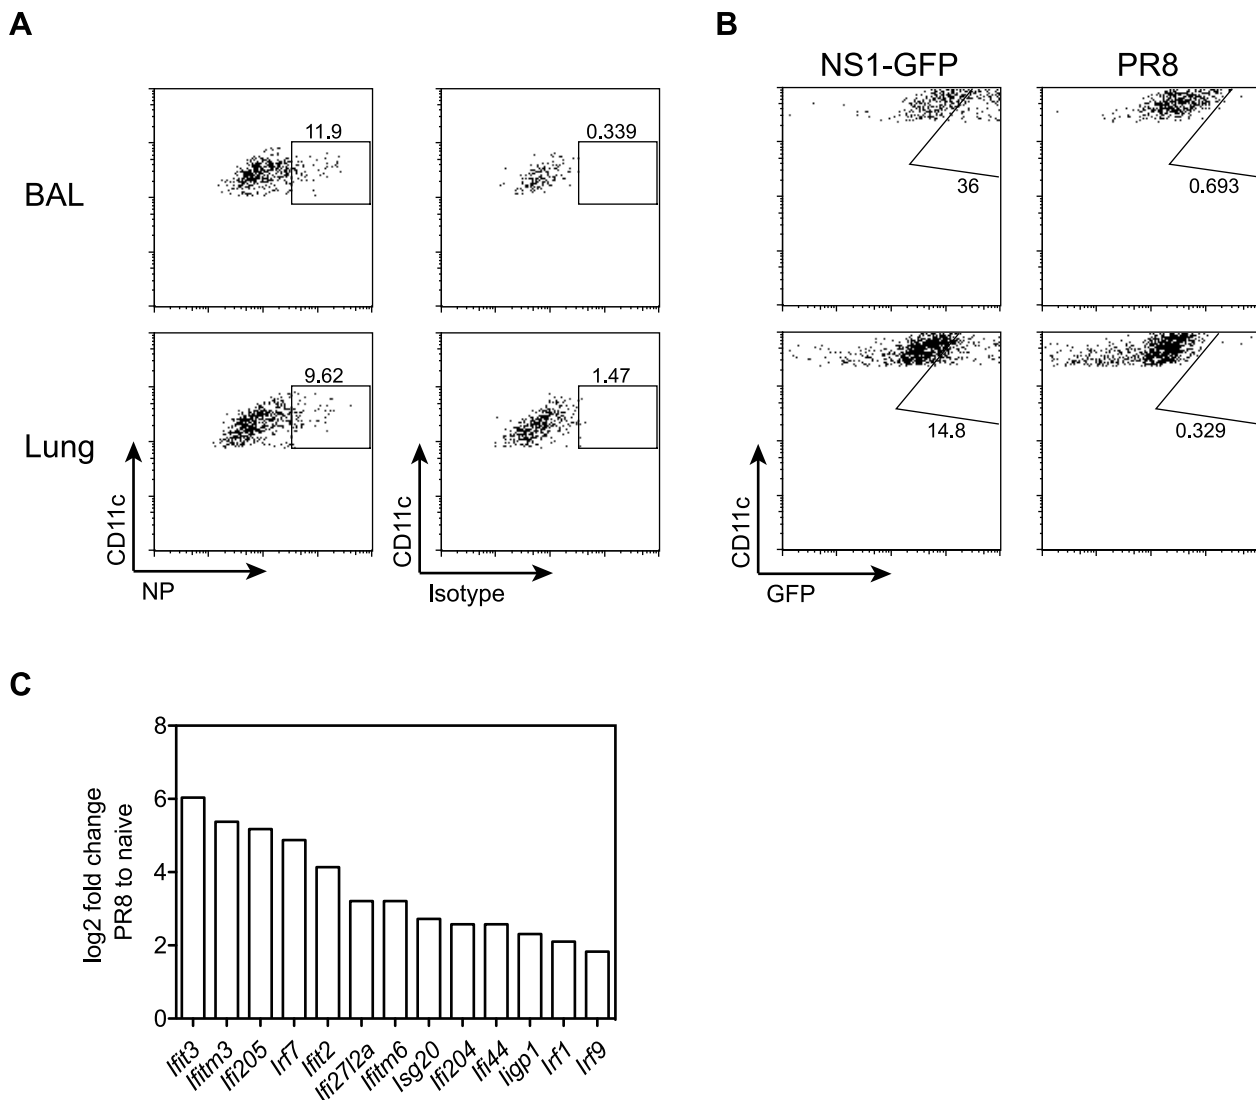 A
B
NS1-GFP
PR8
BAL
11.9
0.339
36
0.693
Lung
9.62
1.47
14.8
0.329
CD11c
NP
CD11c
Isotype
CD11c
GFP
C
log2 fold change
PR8 to naive
8
6
4
2
0
Ifit3
Ifitm3
Ifi205
Irf7
Ifit2
Ifi27l2a
Ifitm6
Isg20
Ifi204
Ifi44
Iigp1
Irf1
Irf9